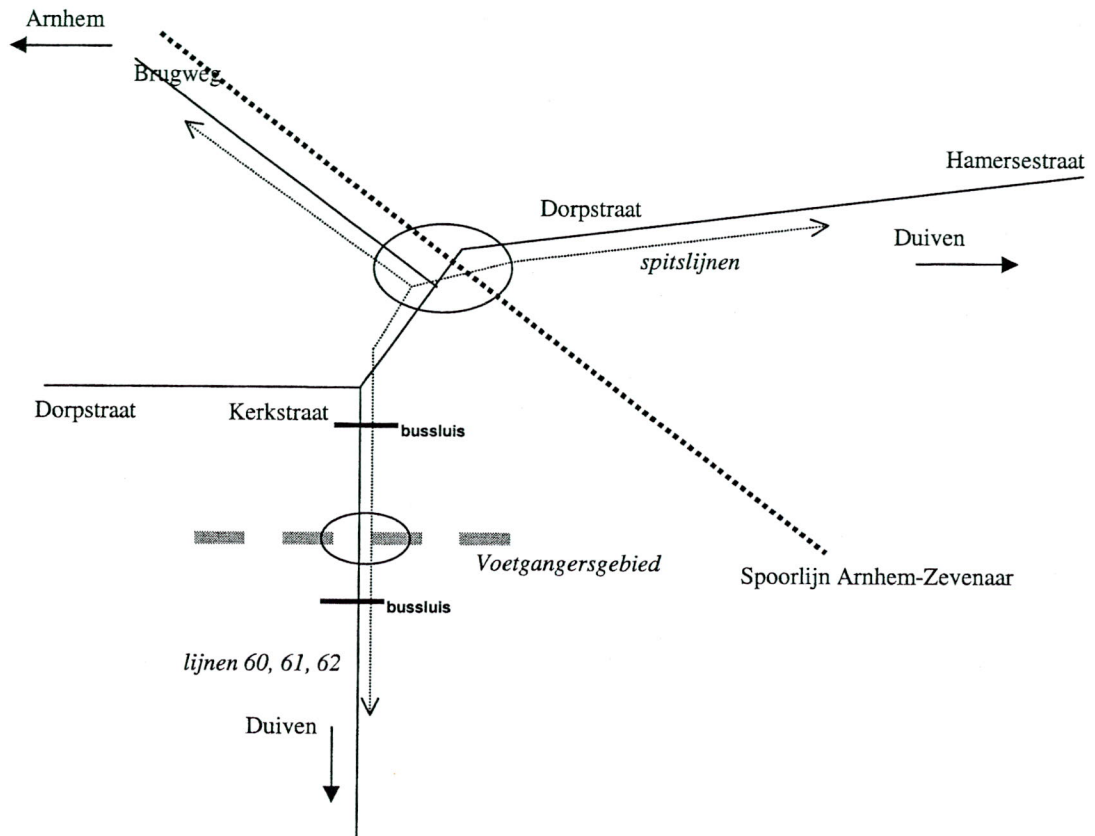 Arnhem
Brugweg
Hamersestraat
Dorpstraat
Duiven
spitslijnen
Dorpstraat
Kerkstraat
bussluis
Voetgangersgebied
Spoorlijn Arnhem-Zevenaar
bussluis
lijnen 60, 61, 62
Duiven